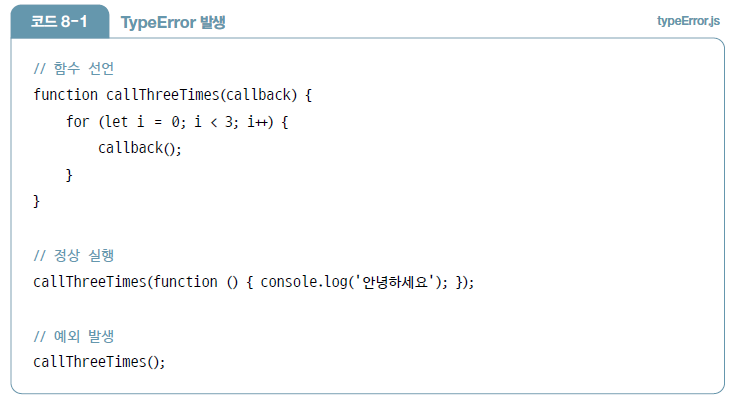 코드 8-1 TypeError 발생 typeError.js
// 함수 선언
function callThreeTimes(callback) {
    for (let i = 0; i < 3; i++) {
        callback();
    }
}
// 정상 실행
callThreeTimes(function () { console.log('안녕하세요'); });
// 예외 발생
callThreeTimes();